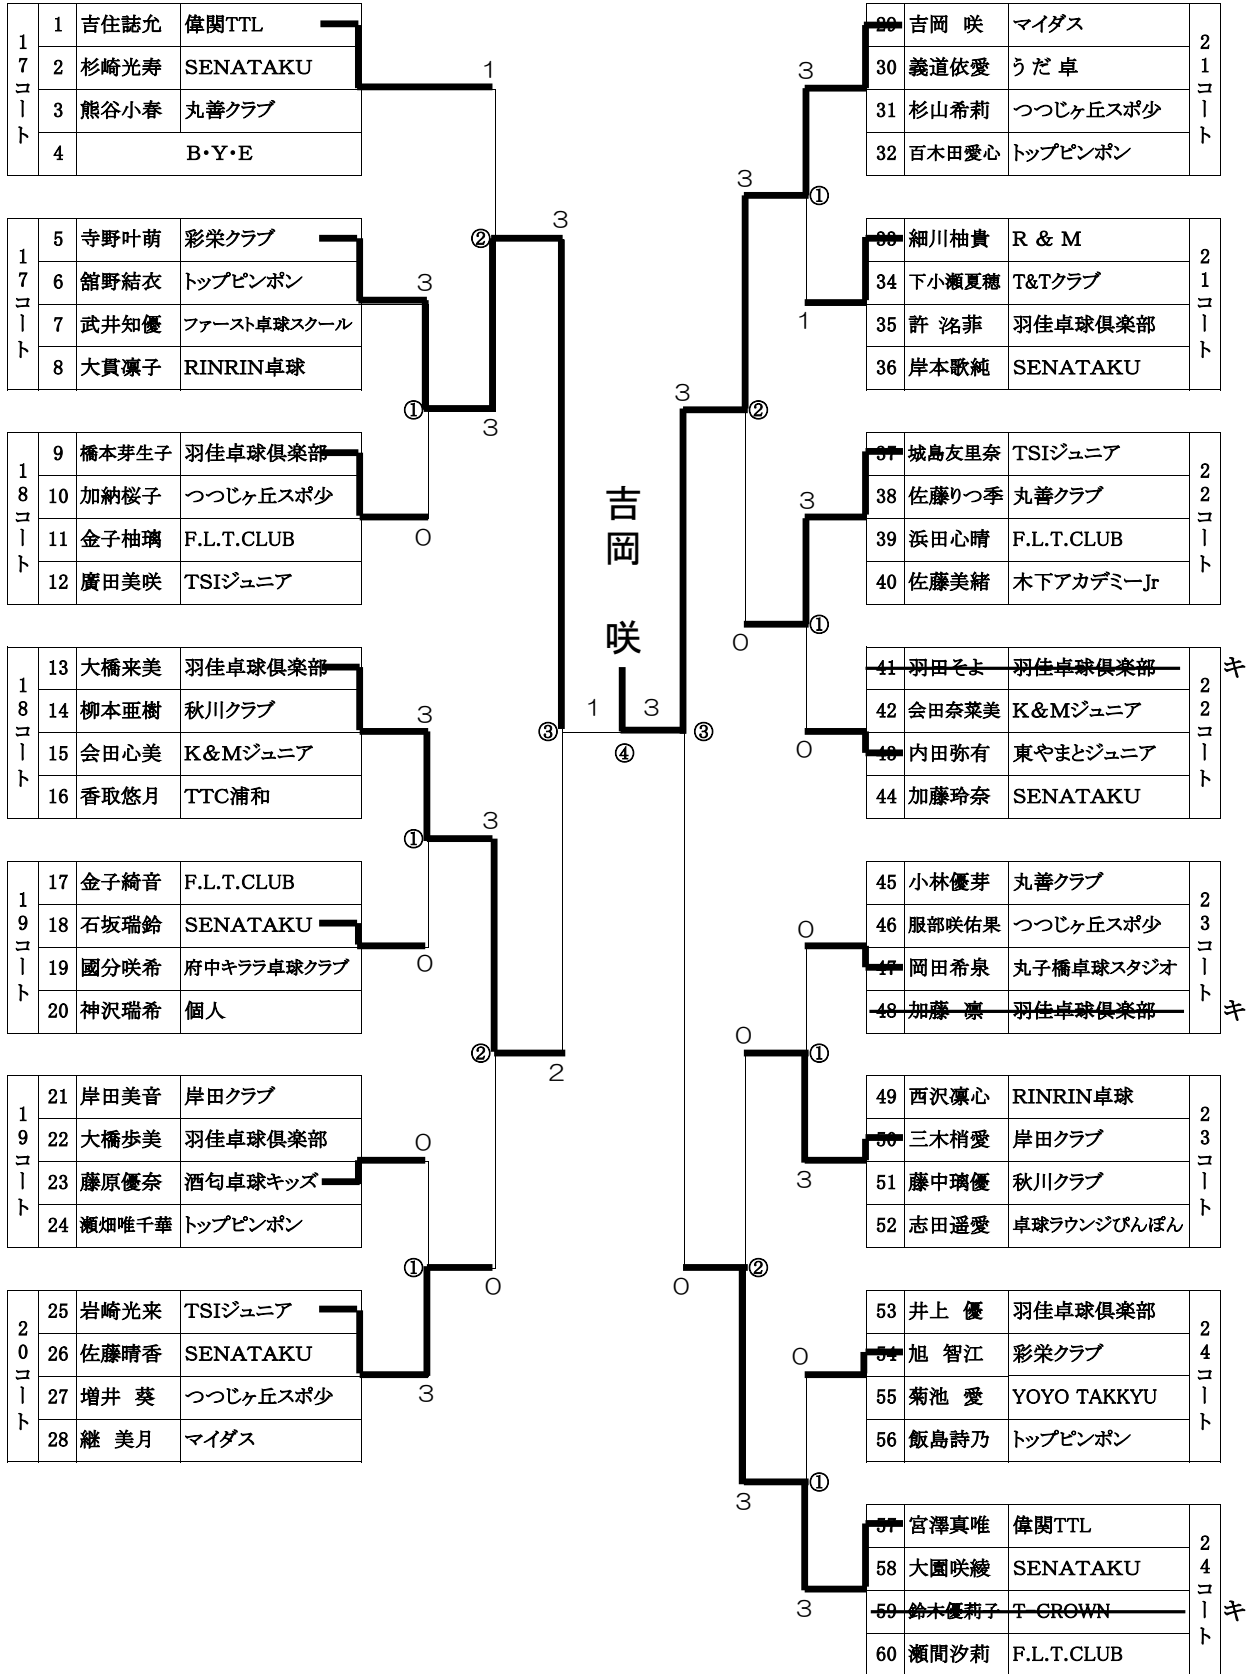 17コート
1 吉住誌允 偉関TTL
2 杉崎光寿 SENATAKU
3 熊谷小春 丸善クラブ
4 B・Y・E
17コート
5 寺野叶萌 彩栄クラブ
6 舘野結衣 トップピンポン
7 武井知優 ファースト卓球スクール
8 大貫凛子 RINRIN卓球
18コート
9 橋本芽生子 羽佳卓球倶楽部
10 加納桜子 つつじヶ丘スポ少
11 金子柚璃 F.L.T.CLUB
12 廣田美咲 TSIジュニア
18コート
13 大橋来美 羽佳卓球倶楽部
14 柳本亜樹 秋川クラブ
15 会田心美 K&Mジュニア
16 香取悠月 TTC浦和
19コート
17 金子綺音 F.L.T.CLUB
18 石坂瑞鈴 SENATAKU
19 國分咲希 府中キララ卓球クラブ
20 神沢瑞希 個人
19コート
21 岸田美音 岸田クラブ
22 大橋歩美 羽佳卓球倶楽部
23 藤原優奈 酒匂卓球キッズ
24 瀬畑唯千華 トップピンポン
20コート
25 岩崎光来 TSIジュニア
26 佐藤晴香 SENATAKU
27 増井 葵 つつじヶ丘スポ少
28 継 美月 マイダス
1
②
3
3
①
3
0
3
①
3
0
②
2
0
①
0
3
③
1
④
3
③
吉岡 咲
3
3
①
1
3
②
3
0
①
0
0
0
①
3
0
②
0
3
①
3
21コート
29 吉岡 咲 マイダス
30 義道依愛 うだ卓
31 杉山希莉 つつじヶ丘スポ少
32 百木田愛心 トップピンポン
21コート
33 細川柚貴 R & M
34 下小瀬夏穂 T&Tクラブ
35 許 洺菲 羽佳卓球倶楽部
36 岸本歌純 SENATAKU
22コート
37 城島友里奈 TSIジュニア
38 佐藤りつ季 丸善クラブ
39 浜田心晴 F.L.T.CLUB
40 佐藤美緒 木下アカデミーJr
22コート
41 羽田そよ 羽佳卓球倶楽部 キ
42 会田奈菜美 K&Mジュニア
43 内田弥有 東やまとジュニア
44 加藤玲奈 SENATAKU
23コート
45 小林優芽 丸善クラブ
46 服部咲佑果 つつじヶ丘スポ少
47 岡田希泉 丸子橋卓球スタジオ
48 加藤 凛 羽佳卓球倶楽部 キ
23コート
49 西沢凛心 RINRIN卓球
50 三木梢愛 岸田クラブ
51 藤中璃優 秋川クラブ
52 志田遥愛 卓球ラウンジぴんぽん
24コート
53 井上 優 羽佳卓球倶楽部
54 旭 智江 彩栄クラブ
55 菊池 愛 YOYO TAKKYU
56 飯島詩乃 トップピンポン
24コート
57 宮澤真唯 偉関TTL
58 大園咲綾 SENATAKU
59 鈴木優莉子 T-CROWN キ
60 瀬間汐莉 F.L.T.CLUB